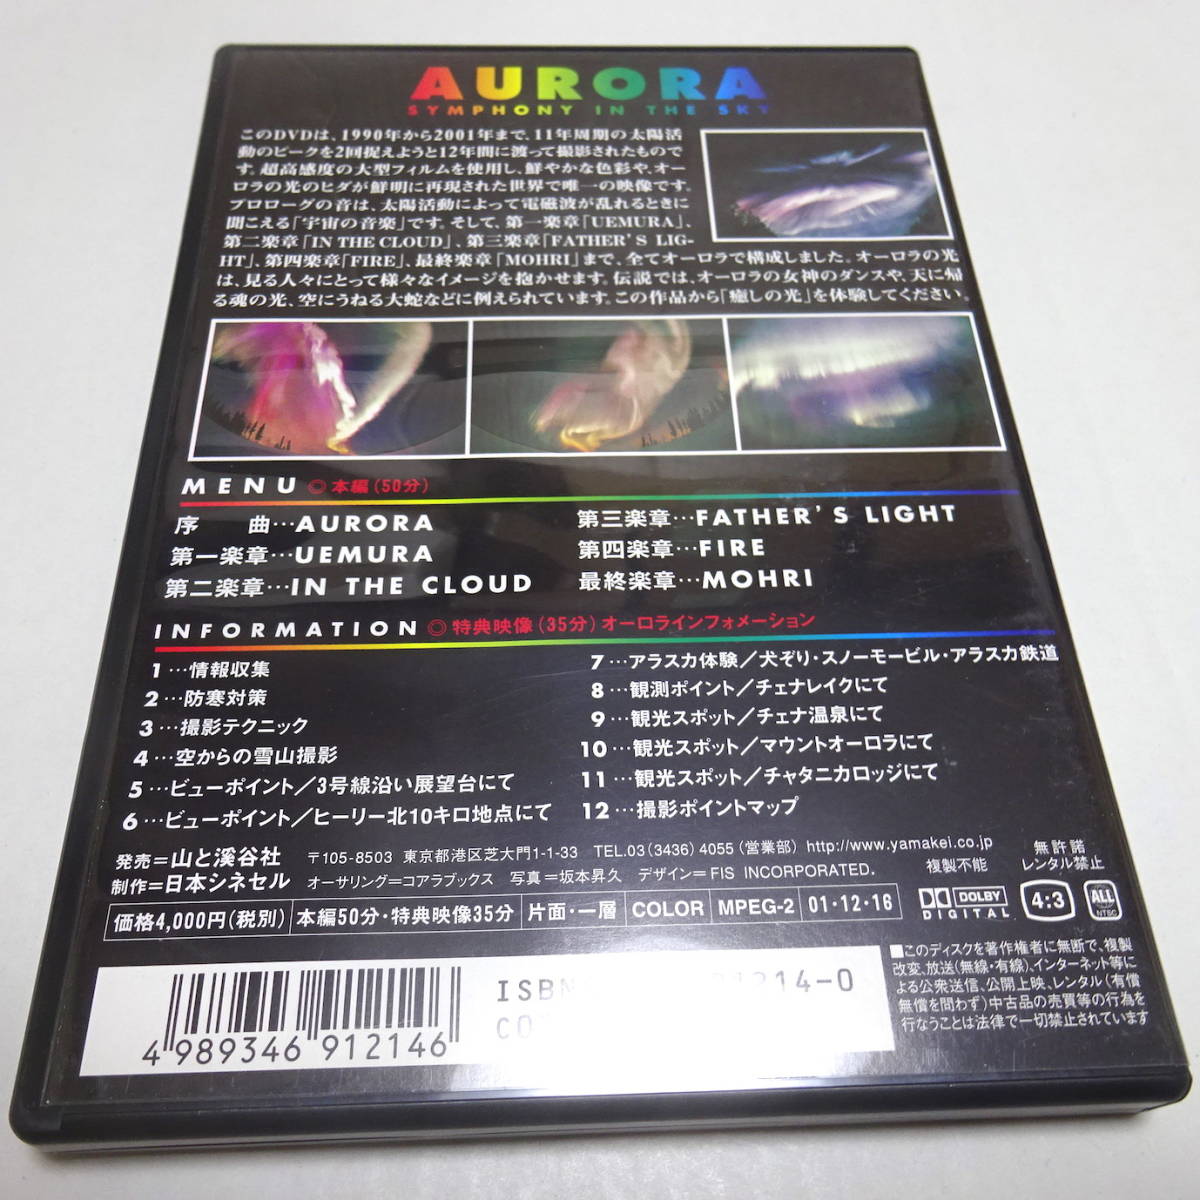 AURORA
SYMPHONY IN THE SKY
このDVDは、1990年から2001年まで、11年周期の太陽活
動のピークを2回捉えようと12年間に渡って撮影されたもので
す。超高感度の大型フィルムを使用し、鮮やかな色彩や、オー
ロラの光のヒダが鮮明に再現された世界で唯一の映像です。
プロローグの音は、太陽活動によって電磁波が乱れるときに
聞こえる「宇宙の音楽」です。そして、第一楽章「UEMURA」、
第二楽章「IN THE CLOUD」、第三楽章「FATHER'S LIG-
HT」、第四楽章「FIRE」、最終楽章「MOHRI」まで、全てオーロラで構成しました。オーロラの光
は、見る人々にとって様々なイメージを抱かせます。伝説では、オーロラの女神のダンスや、天に帰
る魂の光、空にうねる大蛇などに例えられています。この作品から「癒しの光」を体験してください。
MENU ◎本編(50分)
序 曲…AURORA
第一楽章…UEMURA
第二楽章…IN THE CLOUD
第三楽章…FATHER'S LIGHT
第四楽章…FIRE
最終楽章…MOHRI
INFORMATION ◎特典映像(35分)オーロラインフォメーション
1…情報収集
2…防寒対策
3…撮影テクニック
4…空からの雪山撮影
5…ビューポイント/3号線沿い展望台にて
6…ビューポイント/ヒーリー北10キロ地点にて
7…アラスカ体験/犬ぞり・スノーモービル・アラスカ鉄道
8…観測ポイント/チェナレイクにて
9…観光スポット/チェナ温泉にて
10…観光スポット/マウントオーロラにて
11…観光スポット/チャタニカロッジにて
12…撮影ポイントマップ
発売=山と溪谷社 〒105-8503 東京都港区芝大門1-1-33 TEL.03(3436)4055(営業部) http://www.yamakei.co.jp
制作=日本シネセル オーサリング=コアラブックス 写真=坂本昇久 デザイン=FIS INCORPORATED.
複製不能
無許諾
レンタル禁止
価格4,000円(税別) 本編50分・特典映像35分 片面・一層 COLOR MPEG-2 01・12・16
DOLBY
DIGITAL
4:3
ALL
NTSC
■このディスクを著作権者に無断で、複製
改変、放送(無線・有線)、インターネット等に
よる公衆送信、公開上映、レンタル(有償
無償を問わず)中古品の売買等の行為を
行なうことは法律で一切禁止されています
ISBN 1214-0
C0
4 989346 912146